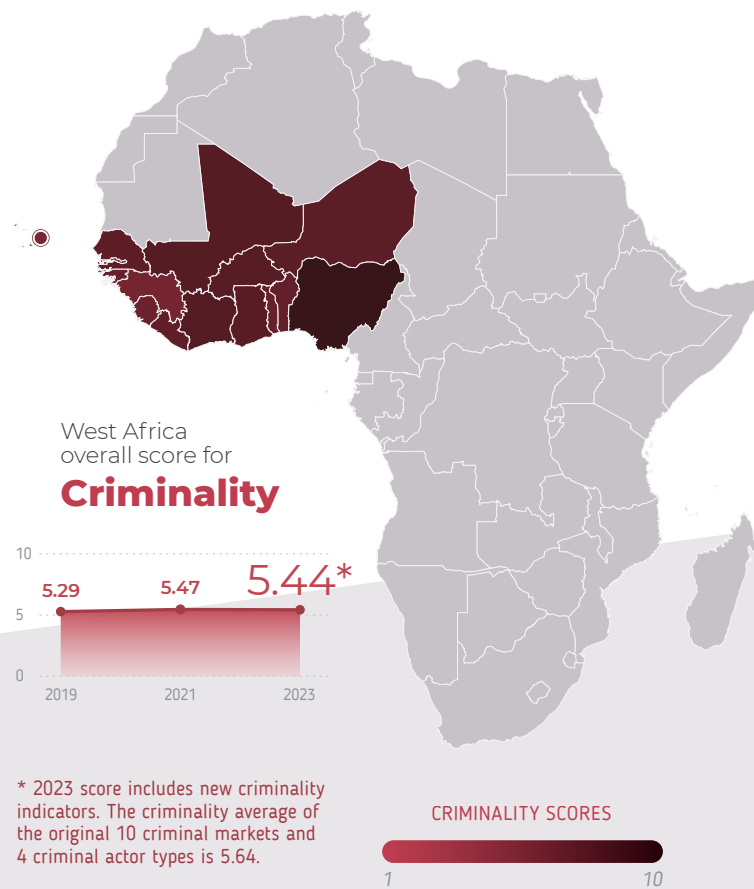 West Africa
overall score for
Criminality
10
5.29
5.47
5.44*
5
0
2019
2021
2023
* 2023 score includes new criminality
indicators. The criminality average of
the original 10 criminal markets and
4 criminal actor types is 5.64.
CRIMINALITY SCORES
1
10